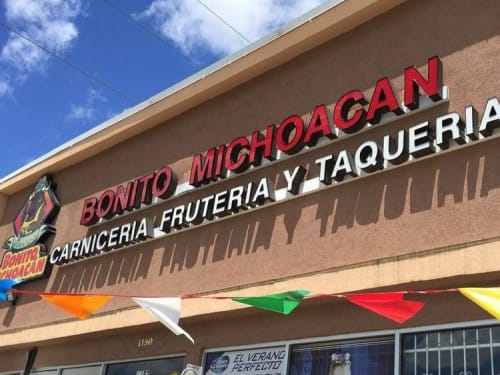 BONITO MICHOACAN
CARNICERIA FRUTERIA Y TAQUERIA
BONITO
MICHOACAN
1180
EL VERANO
PERFECTO